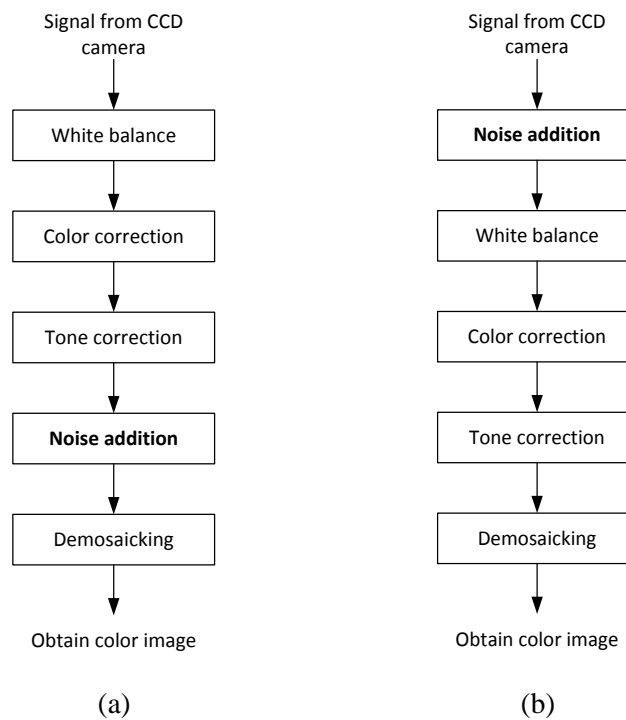 Signal from CCD
camera
White balance
Color correction
Tone correction
Noise addition
Demosaicking
Obtain color image
(a)
Signal from CCD
camera
Noise addition
White balance
Color correction
Tone correction
Demosaicking
Obtain color image
(b)